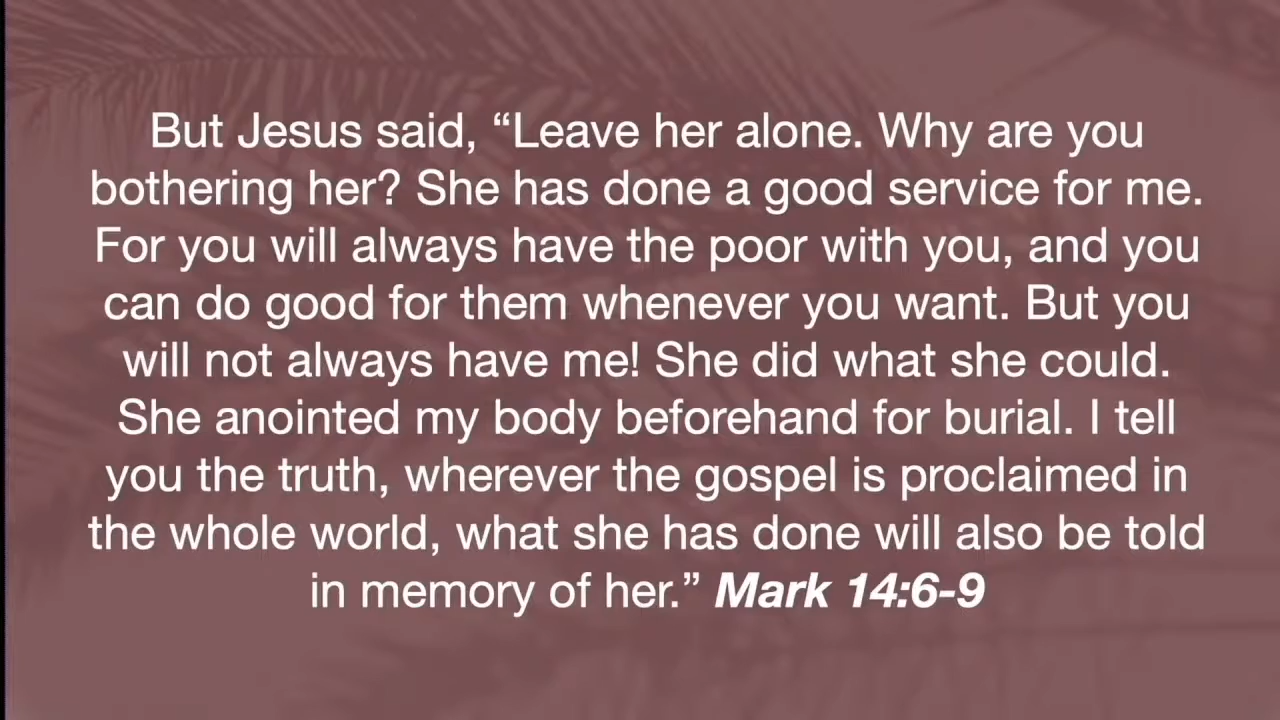 But Jesus said, “Leave her alone. Why are you
bothering her? She has done a good service for me.
For you will always have the poor with you, and you
can do good for them whenever you want. But you
will not always have me! She did what she could.
She anointed my body beforehand for burial. I tell
you the truth, wherever the gospel is proclaimed in
the whole world, what she has done will also be told
in memory of her.” Mark 14:6-9